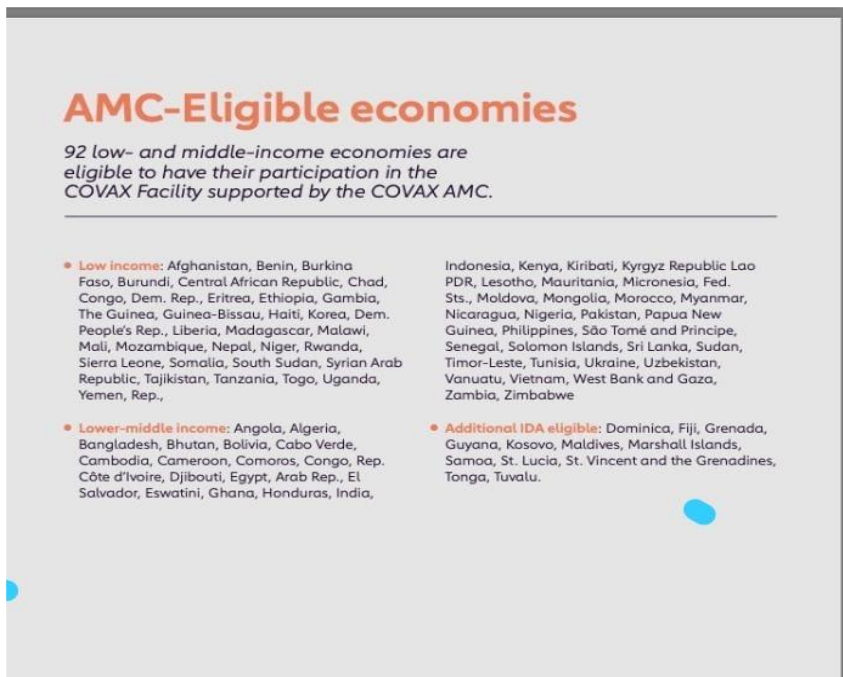 AMC-Eligible economies
92 low- and middle-income economies are
eligible to have their participation in the
COVAX Facility supported by the COVAX AMC.
• Low income: Afghanistan, Benin, Burkina
Faso, Burundi, Central African Republic, Chad,
Congo, Dem. Rep., Eritrea, Ethiopia, Gambia,
The Guinea, Guinea-Bissau, Haiti, Korea, Dem.
People's Rep., Liberia, Madagascar, Malawi,
Mali, Mozambique, Nepal, Niger, Rwanda,
Sierra Leone, Somalia, South Sudan, Syrian Arab
Republic, Tajikistan, Tanzania, Togo, Uganda,
Yemen, Rep.,
• Lower-middle income: Angola, Algeria,
Bangladesh, Bhutan, Bolivia, Cabo Verde,
Cambodia, Cameroon, Comoros, Congo, Rep.
Côte d'Ivoire, Djibouti, Egypt, Arab Rep., El
Salvador, Eswatini, Ghana, Honduras, India,
Indonesia, Kenya, Kiribati, Kyrgyz Republic Lao
PDR, Lesotho, Mauritania, Micronesia, Fed.
Sts., Moldova, Mongolia, Morocco, Myanmar,
Nicaragua, Nigeria, Pakistan, Papua New
Guinea, Philippines, São Tomé and Principe,
Senegal, Solomon Islands, Sri Lanka, Sudan,
Timor-Leste, Tunisia, Ukraine, Uzbekistan,
Vanuatu, Vietnam, West Bank and Gaza,
Zambia, Zimbabwe
• Additional IDA eligible: Dominica, Fiji, Grenada,
Guyana, Kosovo, Maldives, Marshall Islands,
Samoa, St. Lucia, St. Vincent and the Grenadines,
Tonga, Tuvalu.